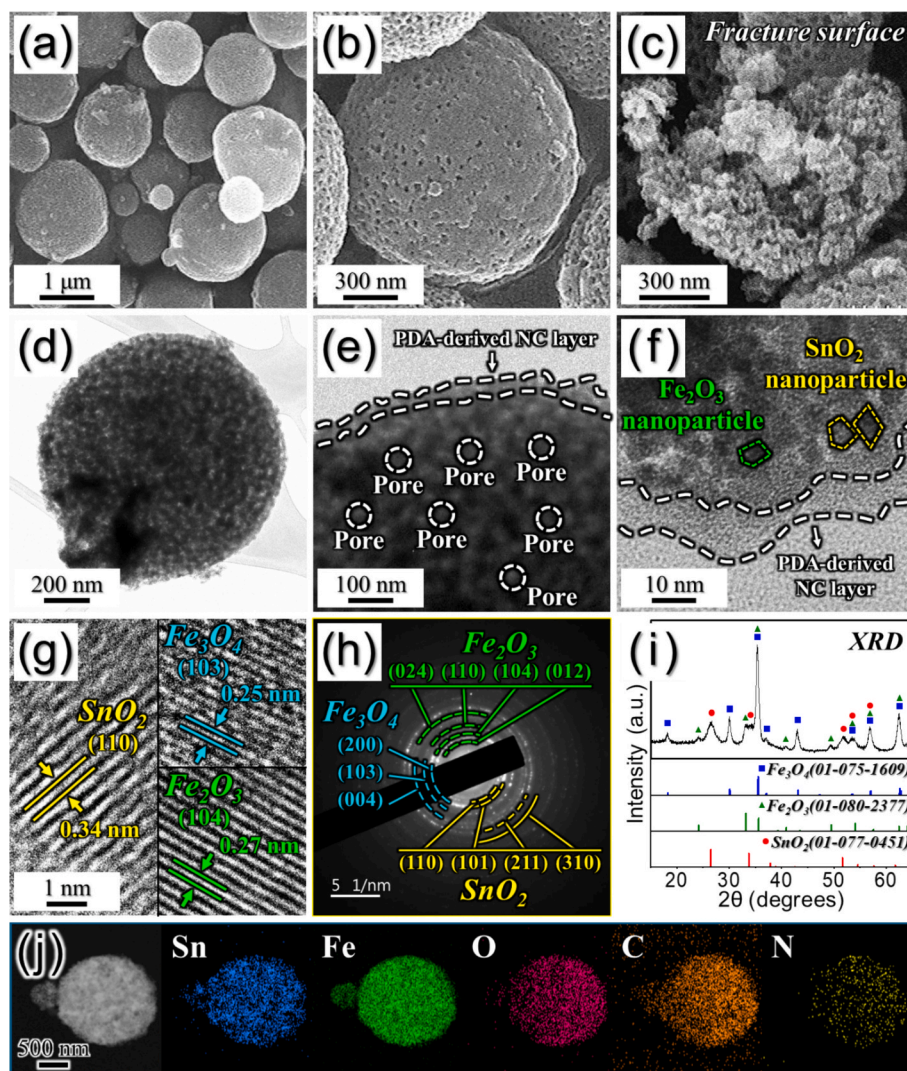 (a)
1 μm
(b)
300 nm
(c)
Fracture surface
300 nm
(d)
200 nm
(e)
PDA-derived NC layer
Pore Pore Pore
Pore Pore Pore
Pore
100 nm
(f)
SnO₂
nanoparticle
Fe₂O₃
nanoparticle
PDA-derived
NC layer
10 nm
(g)
SnO₂
(110)
0.34 nm
1 nm
Fe₃O₄
(103)
0.25 nm
Fe₂O₃
(104)
0.27 nm
(h)
Fe₂O₃
(024) (110) (104) (012)
Fe₃O₄
(200)
(103)
(004)
(110) (101) (211) (310)
SnO₂
5 1/nm
(i)
XRD
Intensity (a.u.)
Fe₃O₄(01-075-1609)
Fe₂O₃(01-080-2377)
SnO₂(01-077-0451)
20 30 40 50 60
2θ (degrees)
(j)
500 nm
Sn
Fe
O
C
N